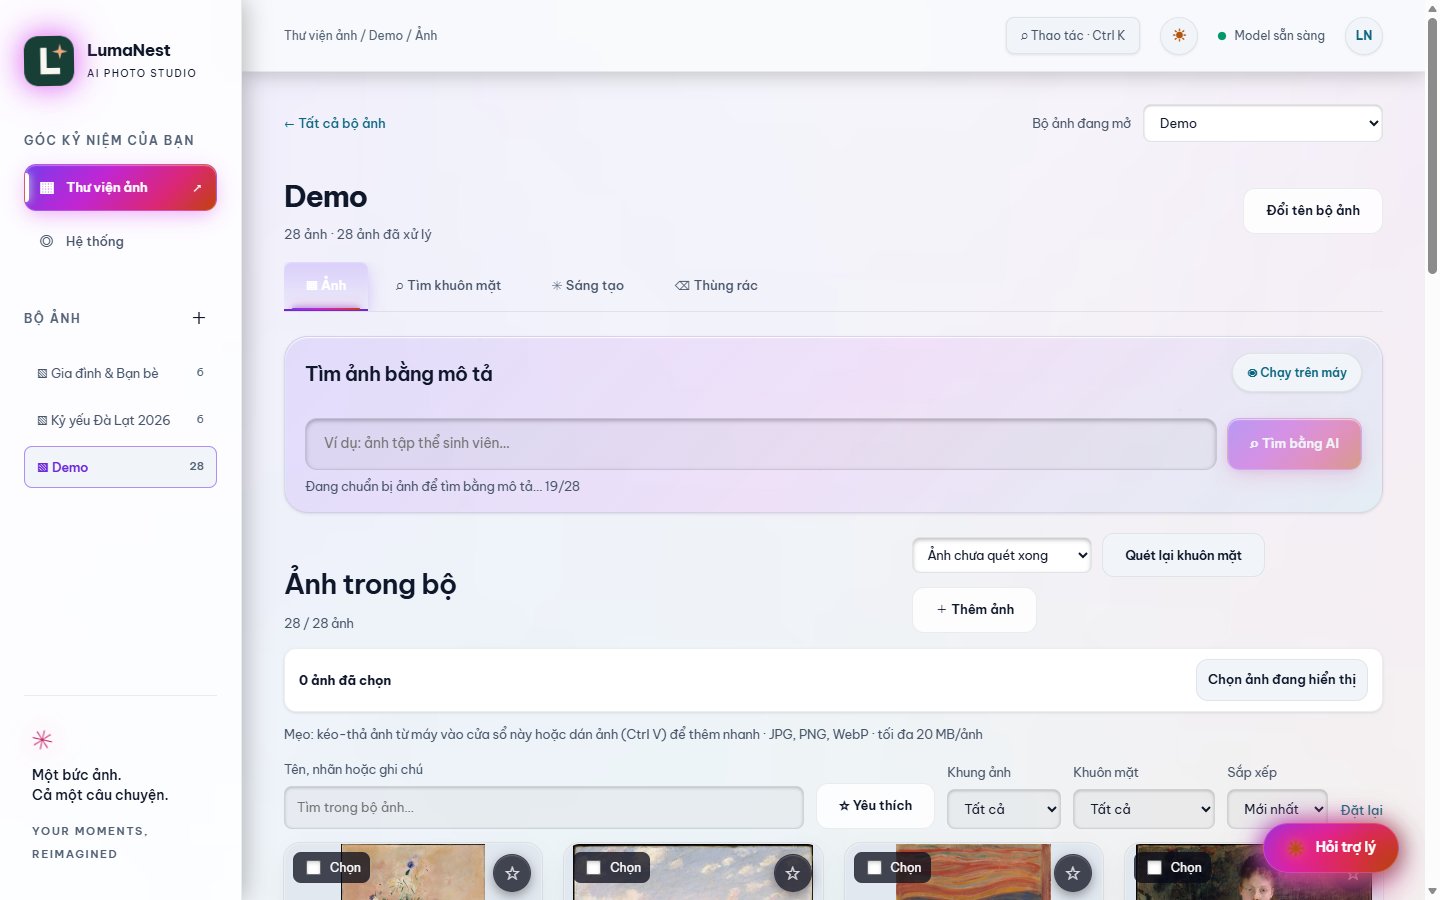 LumaNest
AI PHOTO STUDIO
GÓC KỶ NIỆM CỦA BẠN
Thư viện ảnh
Hệ thống
BỘ ẢNH
Gia đình & Bạn bè 6
Kỷ yếu Đà Lạt 2026 6
Demo 28
Một bức ảnh.
Cả một câu chuyện.
YOUR MOMENTS,
REIMAGINED
Thư viện ảnh / Demo / Ảnh
Thao tác · Ctrl K
Model sẵn sàng
LN
← Tất cả bộ ảnh
Bộ ảnh đang mở
Demo
Demo
28 ảnh · 28 ảnh đã xử lý
Đổi tên bộ ảnh
Ảnh
Tìm khuôn mặt
Sáng tạo
Thùng rác
Tìm ảnh bằng mô tả
Chạy trên máy
Ví dụ: ảnh tập thể sinh viên...
Tìm bằng AI
Đang chuẩn bị ảnh để tìm bằng mô tả... 19/28
Ảnh trong bộ
28 / 28 ảnh
Ảnh chưa quét xong
Quét lại khuôn mặt
+ Thêm ảnh
0 ảnh đã chọn
Chọn ảnh đang hiển thị
Mẹo: kéo-thả ảnh từ máy vào cửa sổ này hoặc dán ảnh (Ctrl V) để thêm nhanh · JPG, PNG, WebP · tối đa 20 MB/ảnh
Tên, nhãn hoặc ghi chú
Tìm trong bộ ảnh...
☆ Yêu thích
Khung ảnh
Tất cả
Khuôn mặt
Tất cả
Sắp xếp
Mới nhất
Đặt lại
Hỏi trợ lý
Chọn
Chọn
Chọn
Chọn